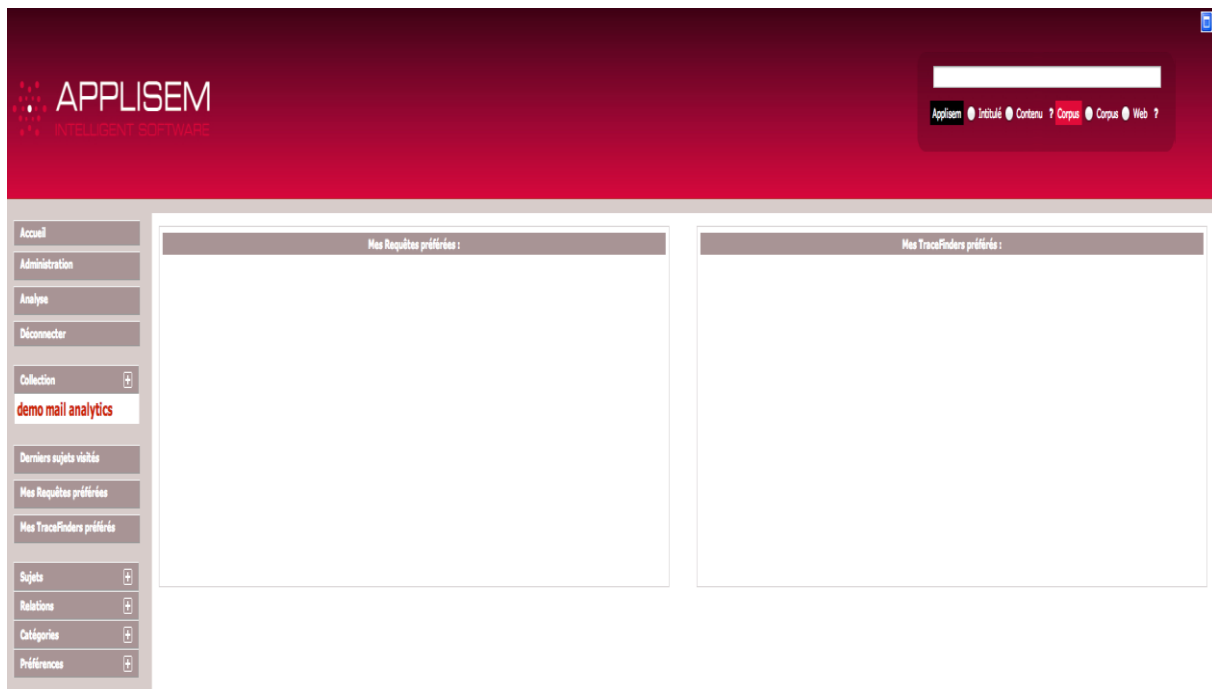 APPLISEM
INTELLIGENT SOFTWARE
Applisem Intitulé Contenu ? Corpus Corpus Web ?
Accueil
Administration
Analyse
Déconnecter
Collection
demo mail analytics
Derniers sujets visités
Mes Requêtes préférées
Mes TraceFinders préférés
Sujets
Relations
Catégories
Préférences
Mes Requêtes préférées :
Mes TraceFinders préférés :